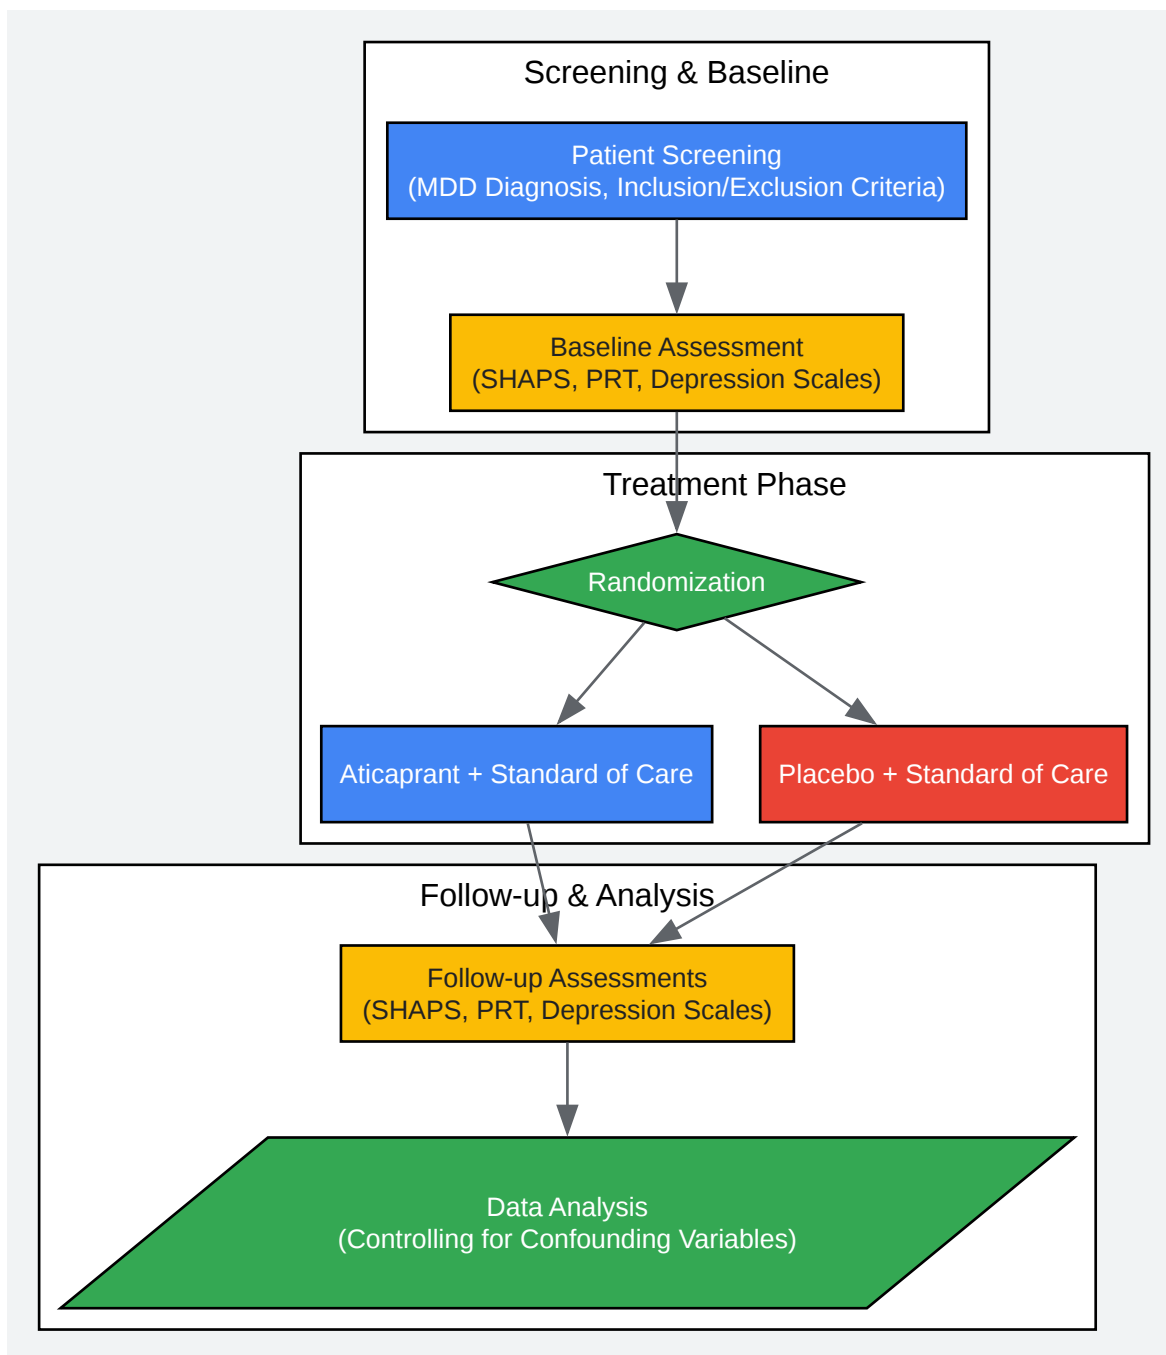 Screening & Baseline
Patient Screening
(MDD Diagnosis, Inclusion/Exclusion Criteria)
Baseline Assessment
(SHAPS, PRT, Depression Scales)
Treatment Phase
Randomization
Aticaprant + Standard of Care
Placebo + Standard of Care
Follow-up & Analysis
Follow-up Assessments
(SHAPS, PRT, Depression Scales)
Data Analysis
(Controlling for Confounding Variables)